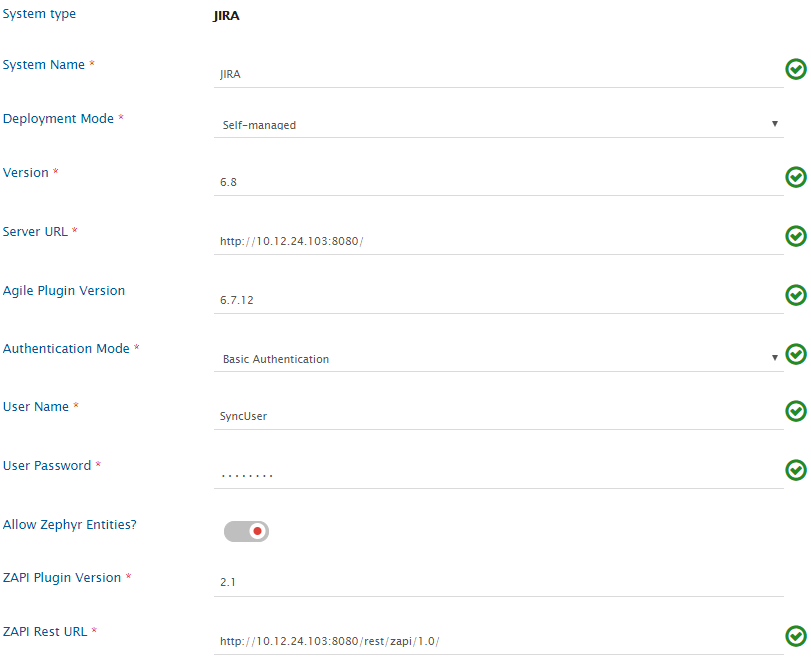 System type JIRA
System Name * JIRA
Deployment Mode * Self-managed
Version * 6.8
Server URL * http://10.12.24.103:8080/
Agile Plugin Version 6.7.12
Authentication Mode * Basic Authentication
User Name * SyncUser
User Password * ........
Allow Zephyr Entities?
ZAPI Plugin Version * 2.1
ZAPI Rest URL * http://10.12.24.103:8080/rest/zapi/1.0/